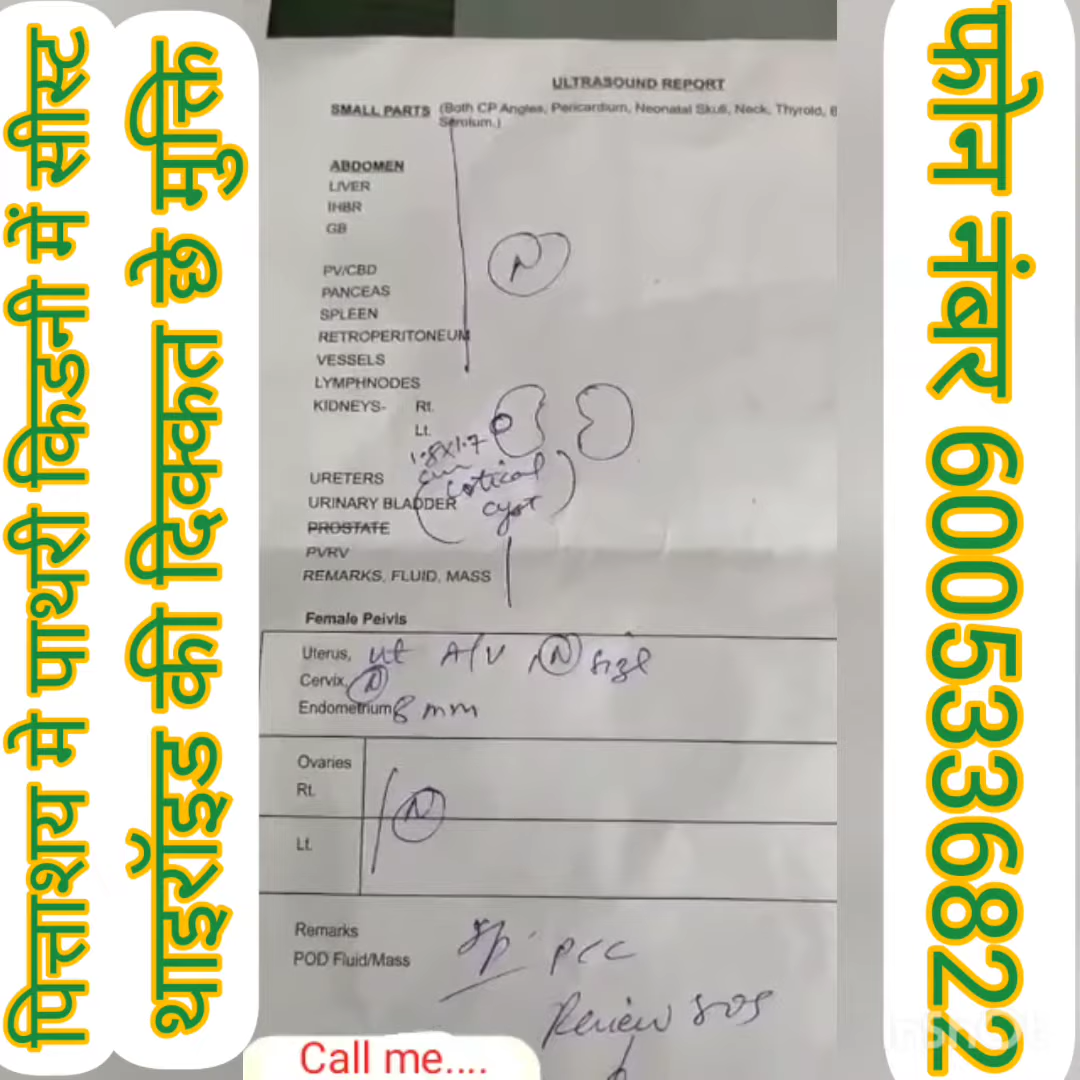 पित्ताशय मे पाथरी किडनी में सीस्ट
थाइरॉइड की दिक्कत छे मुक्ति
फोन नंबर 6005336822
ULTRASOUND REPORT
SMALL PARTS (Both CP Angles, Pericardium, Neonatal Skull, Neck, Thyroid,
Serotum.)
ABDOMEN
LIVER
IHBR
GB
N
PV/CBD
PANCEAS
SPLEEN
RETROPERITONEUM
VESSELS
LYMPHNODES
KIDNEYS- Rt.
Lt.
1.8x1.7
cm
(cortical
cyst)
URETERS
URINARY BLADDER
PROSTATE
PVRV
REMARKS, FLUID, MASS
Female Pelvis
Uterus, ut A/V, N size
Cervix, N
Endometrium 8 mm
Ovaries
Rt.
N
Lt.
Remarks
POD Fluid/Mass
PCC
Review SOS
Call me....